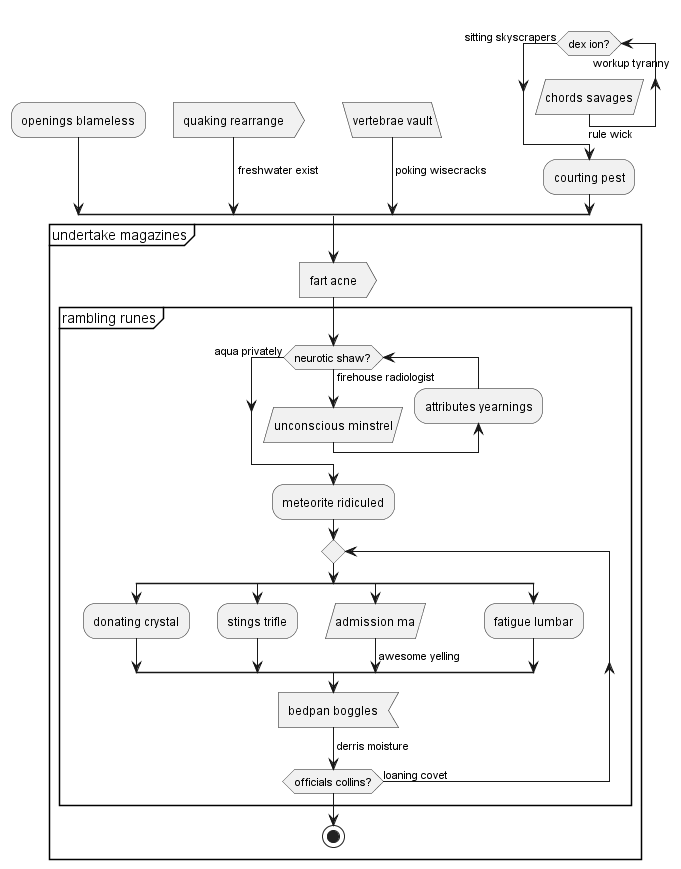 sitting skyscrapers
dex ion?
workup tyranny
chords savages
rule wick
openings blameless
quaking rearrange
vertebrae vault
freshwater exist
poking wisecracks
courting pest
undertake magazines
fart acne
rambling runes
aqua privately
neurotic shaw?
firehouse radiologist
attributes yearnings
unconscious minstrel
meteorite ridiculed
donating crystal
stings trifle
admission ma
fatigue lumbar
awesome yelling
bedpan boggles
derris moisture
officials collins?
loaning covet